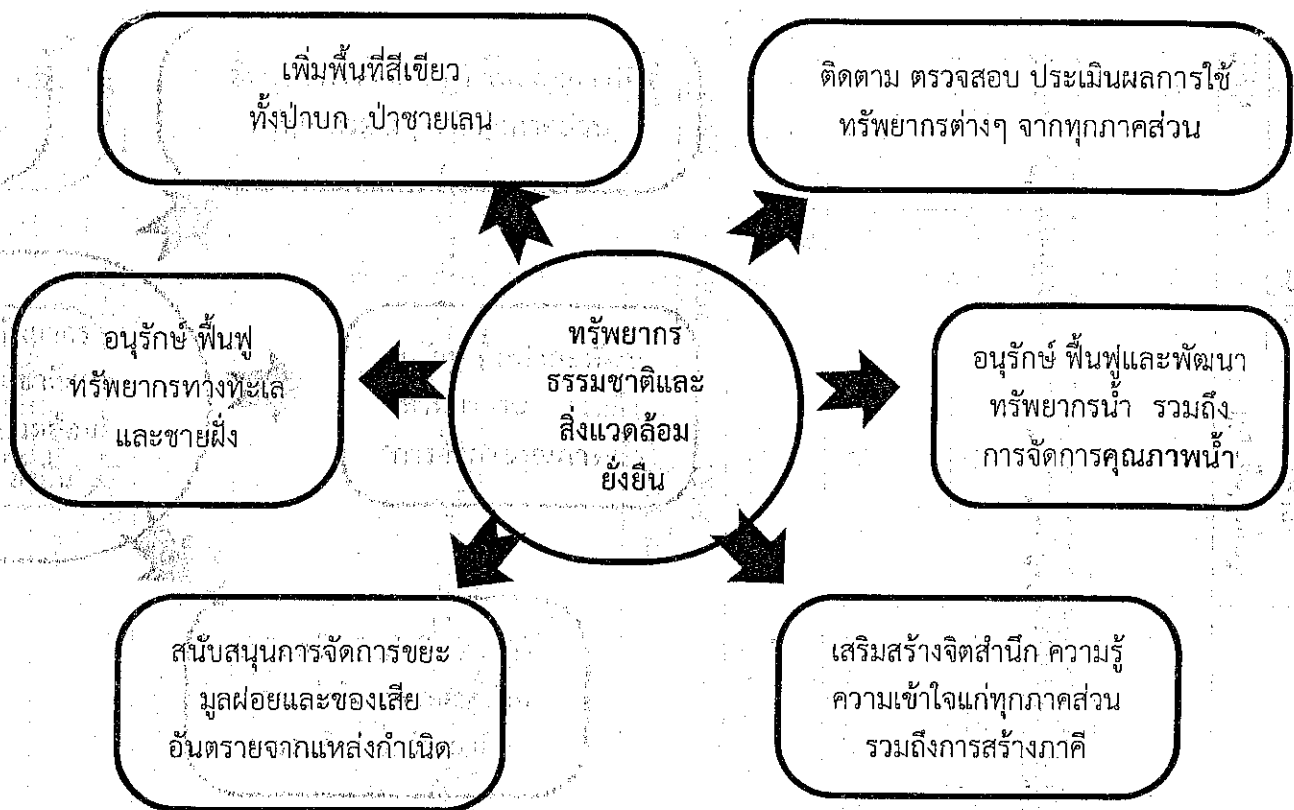 เพิ่มพื้นที่สีเขียว
ทั้งป่าบก ป่าชายเลน
ติดตาม ตรวจสอบ ประเมินผลการใช้
ทรัพยากรต่างๆ จากทุกภาคส่วน
อนุรักษ์ ฟื้นฟู
ทรัพยากรทางทะเล
และชายฝั่ง
ทรัพยากร
ธรรมชาติและ
สิ่งแวดล้อม
ยั่งยืน
อนุรักษ์ ฟื้นฟูและพัฒนา
ทรัพยากรน้ำ รวมถึง
การจัดการคุณภาพน้ำ
สนับสนุนการจัดการขยะ
มูลฝอยและของเสีย
อันตรายจากแหล่งกำเนิด
เสริมสร้างจิตสำนึก ความรู้
ความเข้าใจแก่ทุกภาคส่วน
รวมถึงการสร้างภาคี